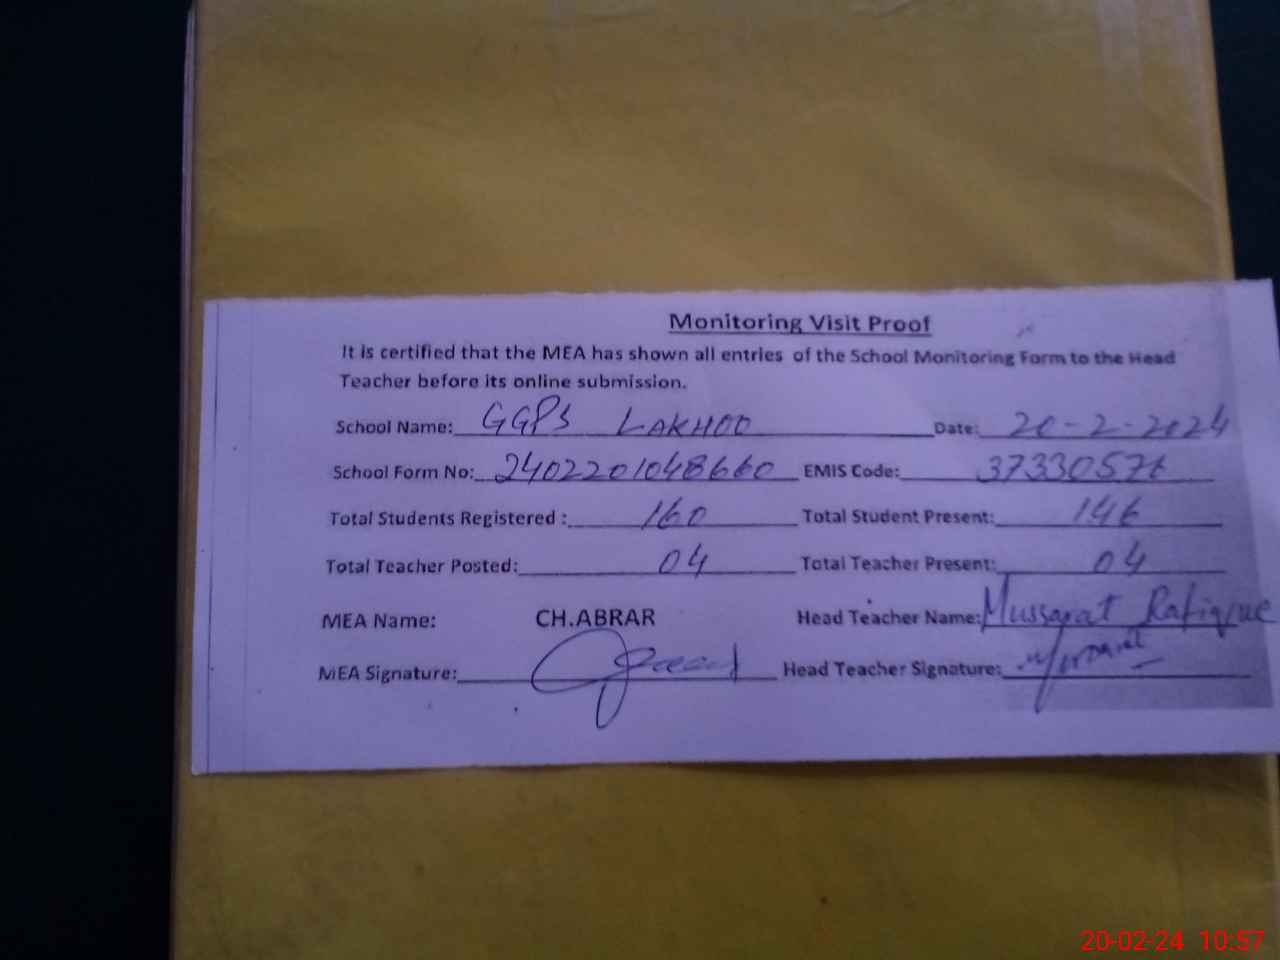 Monitoring Visit Proof
It is certified that the MEA has shown all entries of the School Monitoring Form to the Head
Teacher before its online submission.
School Name: GGPS LAKHOO Date: 20-2-2024
School Form No: 2402201048660 EMIS Code: 37330576
Total Students Registered : 160 Total Student Present: 146
Total Teacher Posted: 04 Total Teacher Present: 04
MEA Name: CH.ABRAR Head Teacher Name: Mussarat Rafique
MEA Signature: Head Teacher Signature:
20-02-24 10:57